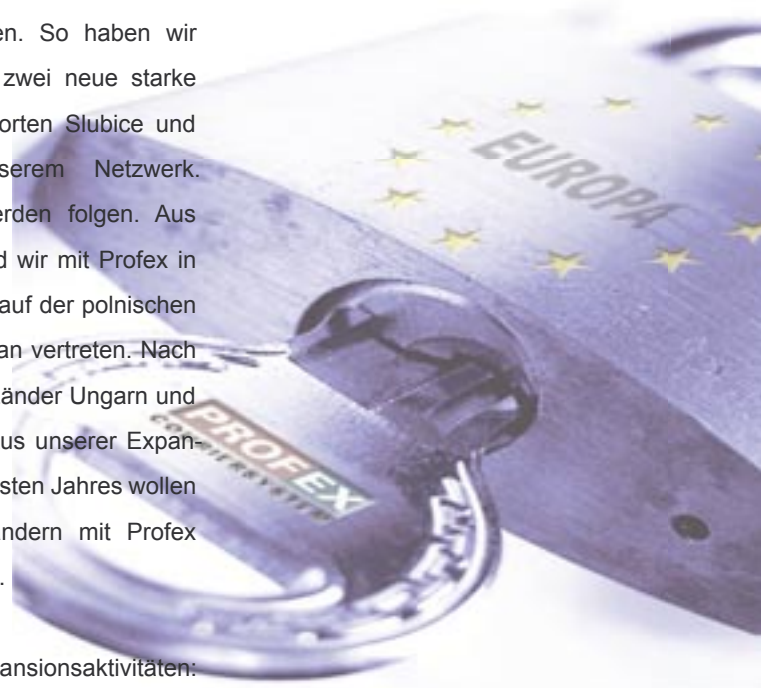 en. So haben wir
zwei neue starke
orten Slubice und
serem Netzwerk.
erden folgen. Aus
d wir mit Profex in
auf der polnischen
an vertreten. Nach
änder Ungarn und
us unserer Expan-
sten Jahres wollen
ndern mit Profex
.
ansionsaktivitäten:
EUROPA
PROFEX
COURIERSYSTEM